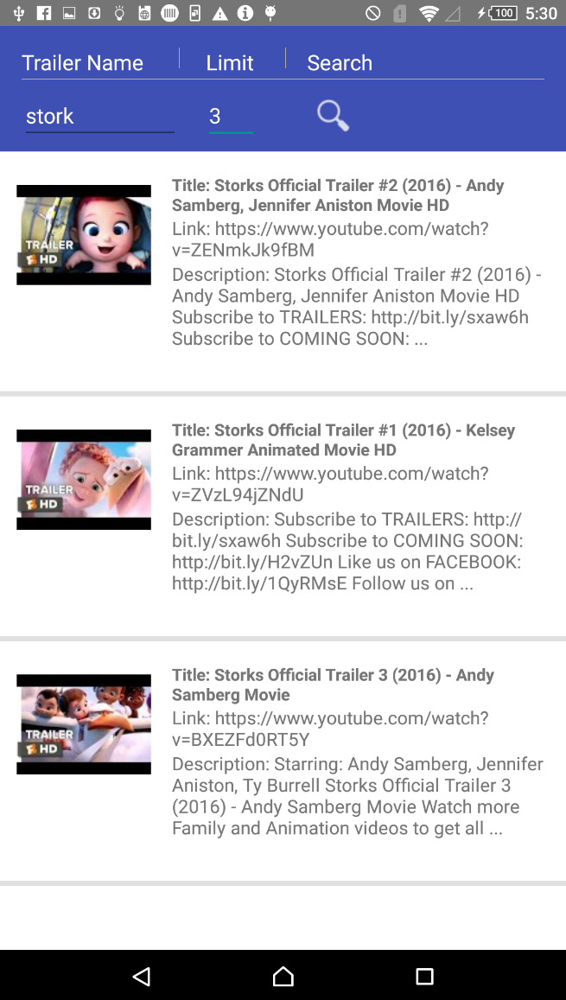 100 5:30
Trailer Name Limit Search
stork 3
Title: Storks Official Trailer #2 (2016) - Andy
Samberg, Jennifer Aniston Movie HD
Link: https://www.youtube.com/watch?
v=ZENmkJk9fBM
Description: Storks Official Trailer #2 (2016) -
Andy Samberg, Jennifer Aniston Movie HD
Subscribe to TRAILERS: http://bit.ly/sxaw6h
Subscribe to COMING SOON: ...
TRAILER
HD
Title: Storks Official Trailer #1 (2016) - Kelsey
Grammer Animated Movie HD
Link: https://www.youtube.com/watch?
v=ZVzL94jZNdU
Description: Subscribe to TRAILERS: http://
bit.ly/sxaw6h Subscribe to COMING SOON:
http://bit.ly/H2vZUn Like us on FACEBOOK:
http://bit.ly/1QyRMsE Follow us on ...
TRAILER
HD
Title: Storks Official Trailer 3 (2016) - Andy
Samberg Movie
Link: https://www.youtube.com/watch?
v=BXEZFd0RT5Y
Description: Starring: Andy Samberg, Jennifer
Aniston, Ty Burrell Storks Official Trailer 3
(2016) - Andy Samberg Movie Watch more
Family and Animation videos to get all ...
TRAILER
HD